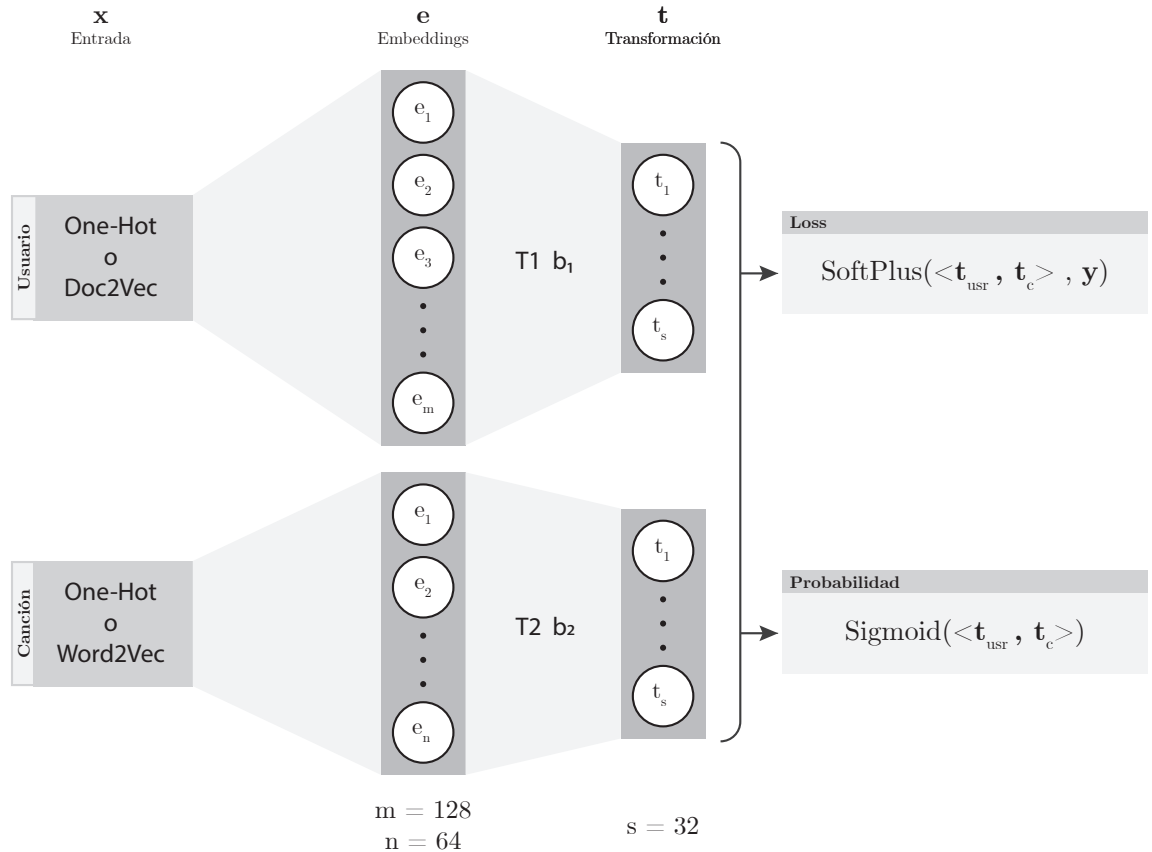 x
Entrada
e
Embeddings
t
Transformación
Usuario
One-Hot
o
Doc2Vec
e1
e2
e3
em
T1 b₁
t1
ts
Loss
SoftPlus(<tusr , tc> , y)
Canción
One-Hot
o
Word2Vec
e1
e2
en
T2 b₂
t1
ts
Probabilidad
Sigmoid(<tusr , tc>)
m = 128
n = 64
s = 32